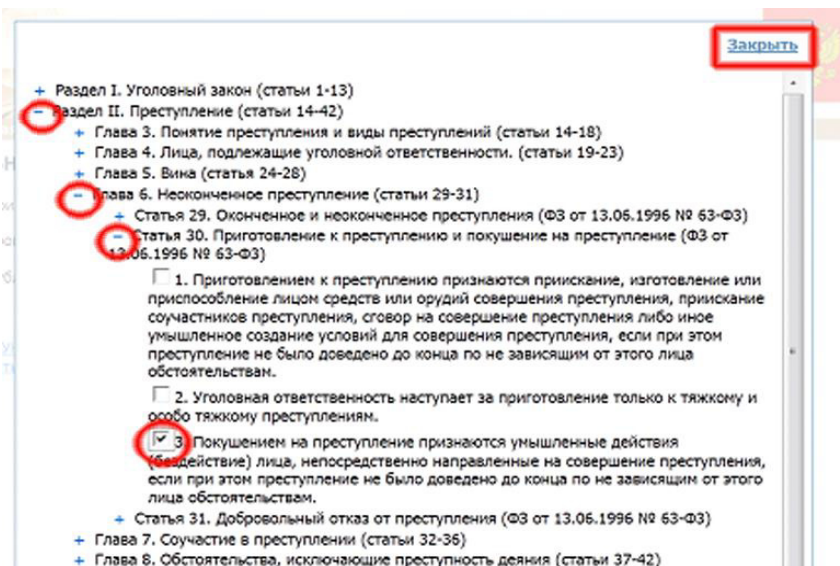 Закрыть
+ Раздел I. Уголовный закон (статьи 1-13)
− Раздел II. Преступление (статьи 14-42)
+ Глава 3. Понятие преступления и виды преступлений (статьи 14-18)
+ Глава 4. Лица, подлежащие уголовной ответственности. (статьи 19-23)
+ Глава 5. Вина (статья 24-28)
− Глава 6. Неоконченное преступление (статьи 29-31)
+ Статья 29. Оконченное и неоконченное преступления (ФЗ от 13.06.1996 № 63-ФЗ)
− Статья 30. Приготовление к преступлению и покушение на преступление (ФЗ от
13.06.1996 № 63-ФЗ)
1. Приготовлением к преступлению признаются приискание, изготовление или
приспособление лицом средств или орудий совершения преступления, приискание
соучастников преступления, сговор на совершение преступления либо иное
умышленное создание условий для совершения преступления, если при этом
преступление не было доведено до конца по не зависящим от этого лица
обстоятельствам.
2. Уголовная ответственность наступает за приготовление только к тяжкому и
особо тяжкому преступлениям.
3. Покушением на преступление признаются умышленные действия
(бездействие) лица, непосредственно направленные на совершение преступления,
если при этом преступление не было доведено до конца по не зависящим от этого
лица обстоятельствам.
+ Статья 31. Добровольный отказ от преступления (ФЗ от 13.06.1996 № 63-ФЗ)
+ Глава 7. Соучастие в преступлении (статьи 32-36)
+ Глава 8. Обстоятельства, исключающие преступность деяния (статьи 37-42)